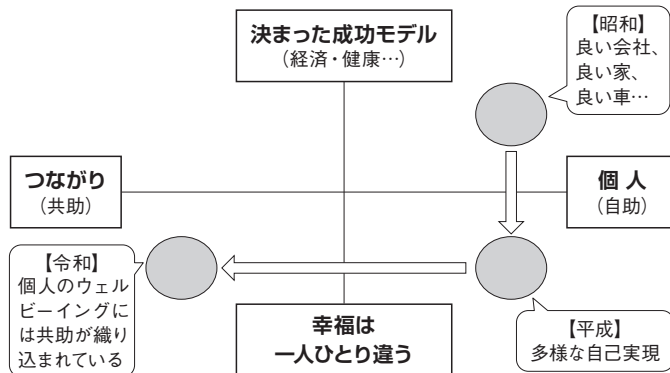 決まった成功モデル
（経済・健康…）
【昭和】
良い会社、
良い家、
良い車…
つながり
（共助）
個 人
（自助）
【令和】
個人のウェル
ビーイングに
は共助が織り
込まれている
幸福は
一人ひとり違う
【平成】
多様な自己実現